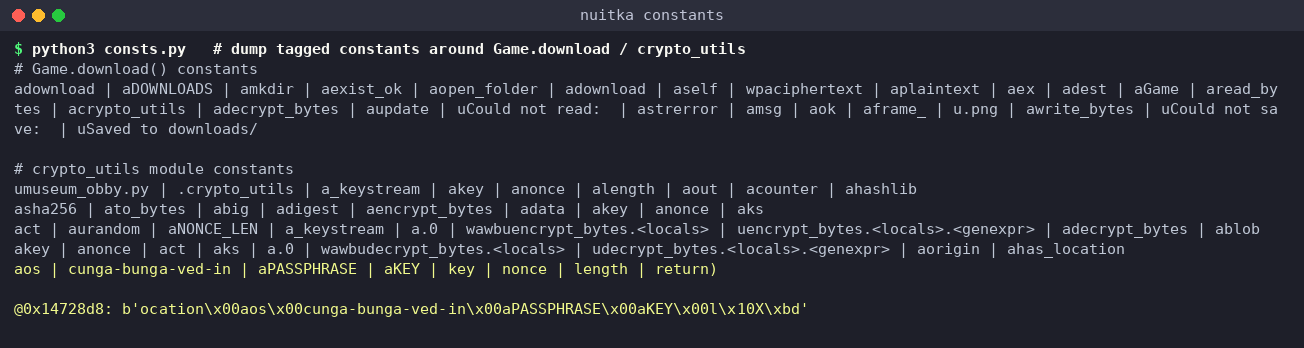 nuitka constants
$ python3 consts.py   # dump tagged constants around Game.download / crypto_utils
# Game.download() constants
adownload | aDOWNLOADS | amkdir | aexist_ok | aopen_folder | adownload | aself | wpaciphertext | aplaintext | aex | adest | aGame | aread_by
tes | acrypto_utils | adecrypt_bytes | aupdate | uCould not read:  | astrerror | amsg | aok | aframe_ | u.png | awrite_bytes | uCould not sa
ve:  | uSaved to downloads/
# crypto_utils module constants
umuseum_obby.py | .crypto_utils | a_keystream | akey | anonce | alength | aout | acounter | ahashlib
asha256 | ato_bytes | abig | adigest | aencrypt_bytes | adata | akey | anonce | aks
act | aurandom | aNONCE_LEN | a_keystream | a.0 | wawbuencrypt_bytes.<locals> | uencrypt_bytes.<locals>.<genexpr> | adecrypt_bytes | ablob
akey | anonce | act | aks | a.0 | wawbudecrypt_bytes.<locals> | udecrypt_bytes.<locals>.<genexpr> | aorigin | ahas_location
aos | cunga-bunga-ved-in | aPASSPHRASE | aKEY | key | nonce | length | return)
@0x14728d8: b'ocation\x00aos\x00cunga-bunga-ved-in\x00aPASSPHRASE\x00aKEY\x00l\x10X\xbd'